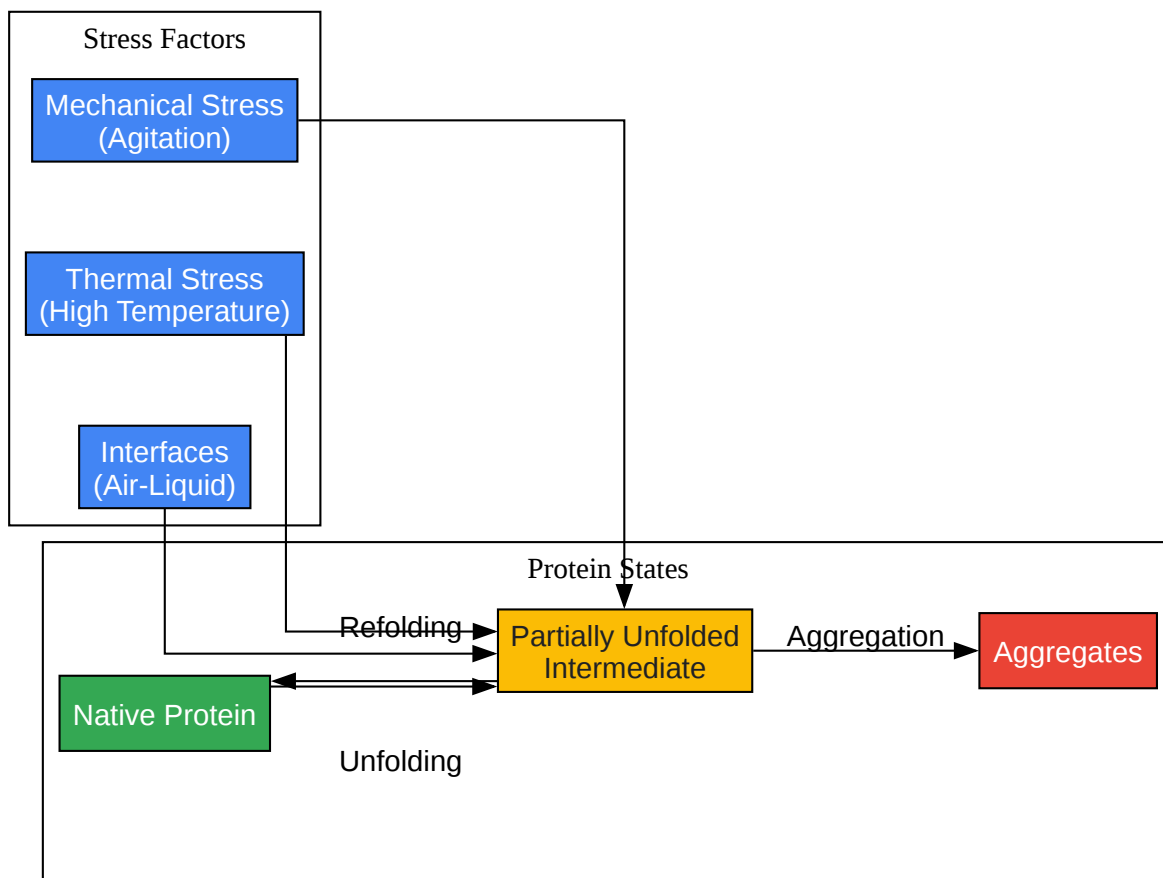 Stress Factors
Mechanical Stress
(Agitation)
Thermal Stress
(High Temperature)
Interfaces
(Air-Liquid)
Protein States
Refolding
Partially Unfolded
Intermediate
Aggregation
Aggregates
Native Protein
Unfolding